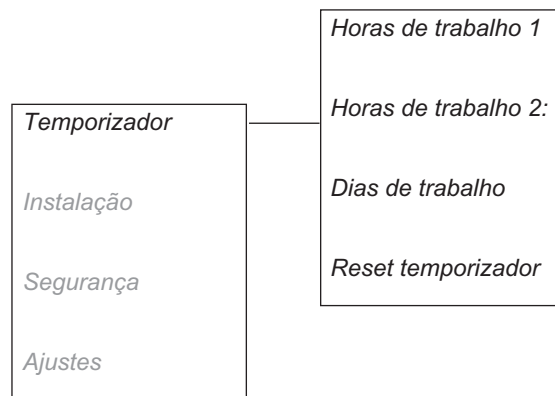 Temporizador
Instalação
Segurança
Ajustes
Horas de trabalho 1
Horas de trabalho 2:
Dias de trabalho
Reset temporizador